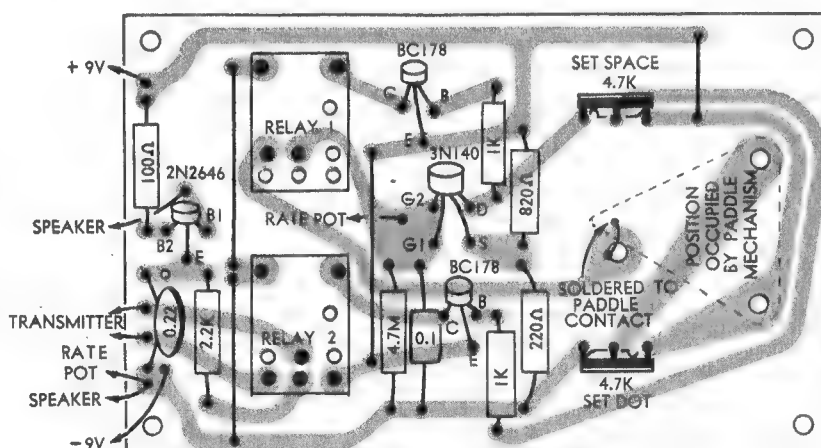 BC178
SET SPACE
4.7K
+ 9V
C
B
RELAY 1
E
3N140
1K
100Ω
2N2646
820Ω
G2
D
RATE POT
B1
SPEAKER
B2
G1
S
E
BC178
POSITION
OCCUPIED
BY PADDLE
MECHANISM
SOLDERED TO
PADDLE
CONTACT
TRANSMITTER
0.22
2.2K
RELAY 2
4.7M
0.1
C
B
E
220Ω
1K
RATE
POT
SPEAKER
4.7K
SET DOT
-9V